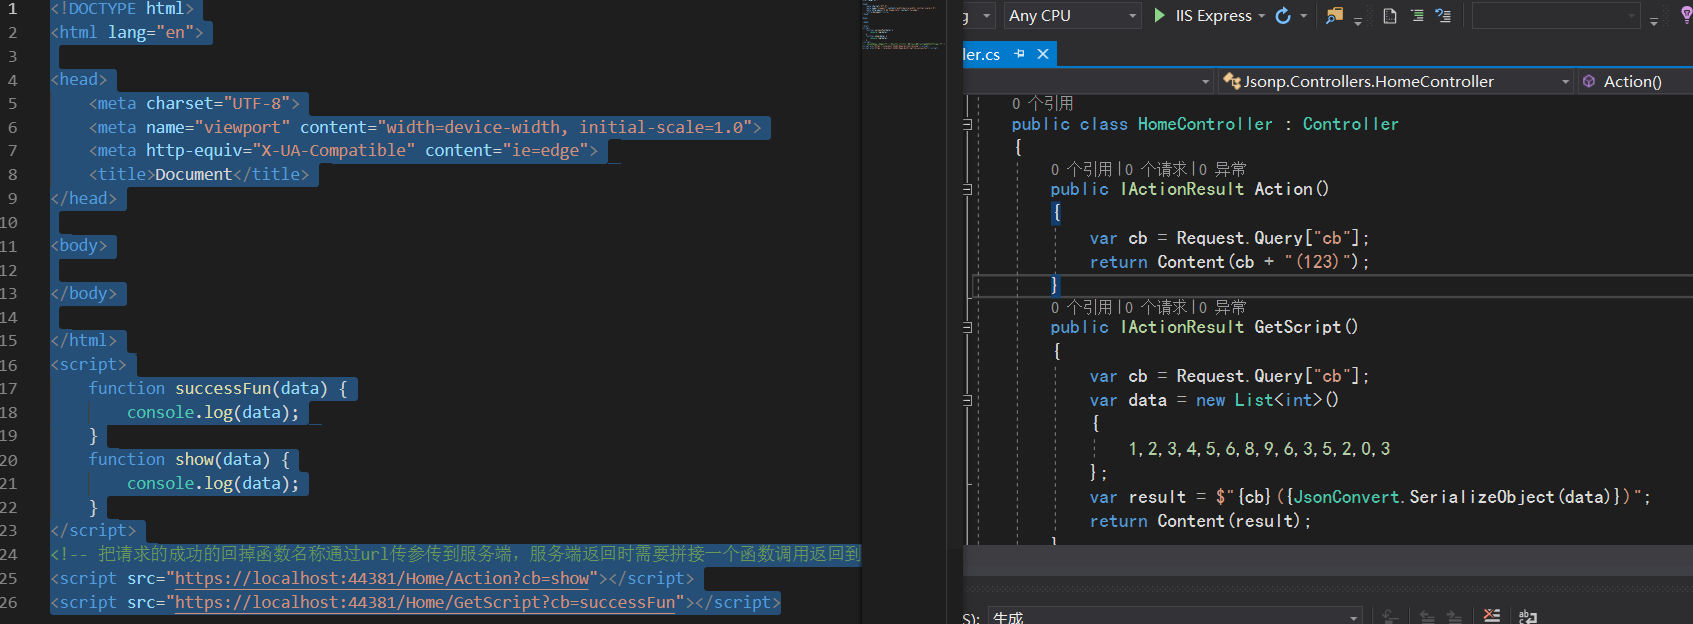 1 <!DOCTYPE html>
2 <html lang="en">
3
4 <head>
5 <meta charset="UTF-8">
6 <meta name="viewport" content="width=device-width, initial-scale=1.0">
7 <meta http-equiv="X-UA-Compatible" content="ie=edge">
8 <title>Document</title>
9 </head>
10
11 <body>
12
13 </body>
14
15 </html>
16 <script>
17 function successFun(data) {
18 console.log(data);
19 }
20 function show(data) {
21 console.log(data);
22 }
23 </script>
24 <!-- 把请求的成功的回掉函数名称通过url传参传到服务端，服务端返回时需要拼接一个函数调用返回到
25 <script src="https://localhost:44381/Home/Action?cb=show"></script>
26 <script src="https://localhost:44381/Home/GetScript?cb=successFun"></script>
g Any CPU IIS Express
ler.cs
Jsonp.Controllers.HomeController Action()
0 个引用
public class HomeController : Controller
{
0 个引用|0 个请求|0 异常
public IActionResult Action()
{
var cb = Request.Query["cb"];
return Content(cb + "(123)");
}
0 个引用|0 个请求|0 异常
public IActionResult GetScript()
{
var cb = Request.Query["cb"];
var data = new List<int>()
{
1,2,3,4,5,6,8,9,6,3,5,2,0,3
};
var result = $"{cb}({JsonConvert.SerializeObject(data)})";
return Content(result);
}
S): 生成